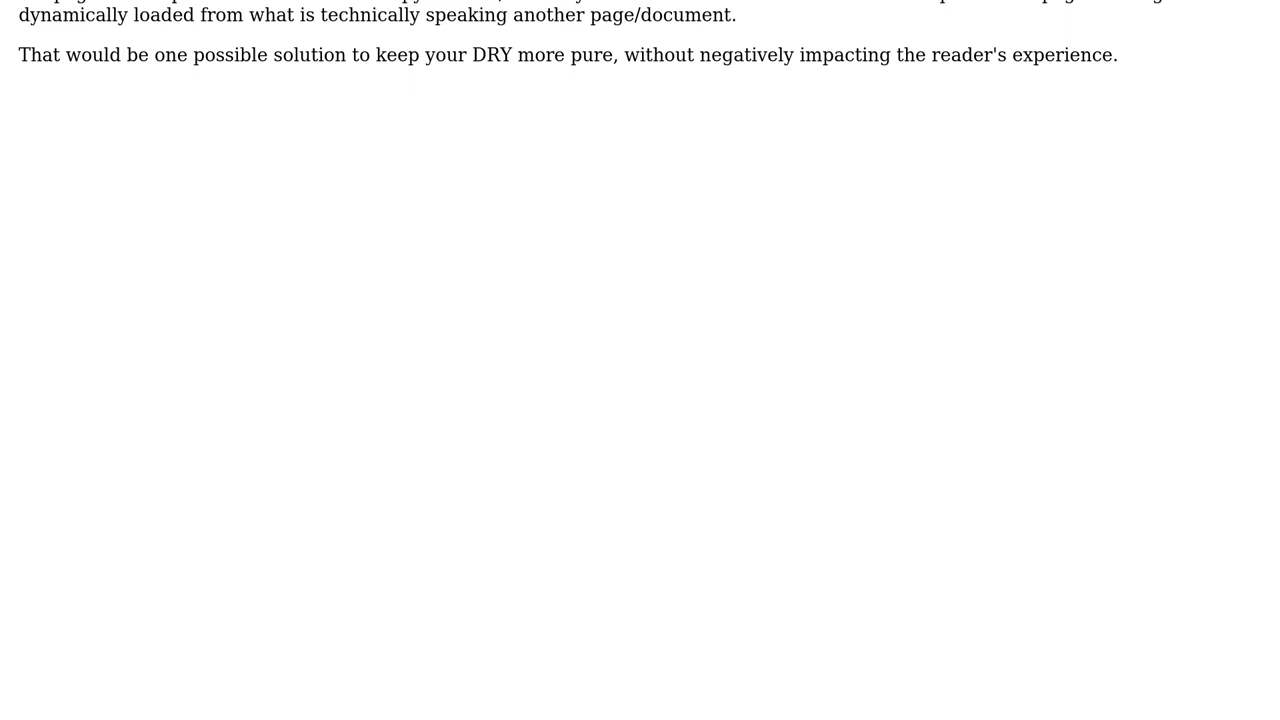 dynamically loaded from what is technically speaking another page/document.
That would be one possible solution to keep your DRY more pure, without negatively impacting the reader's experience.